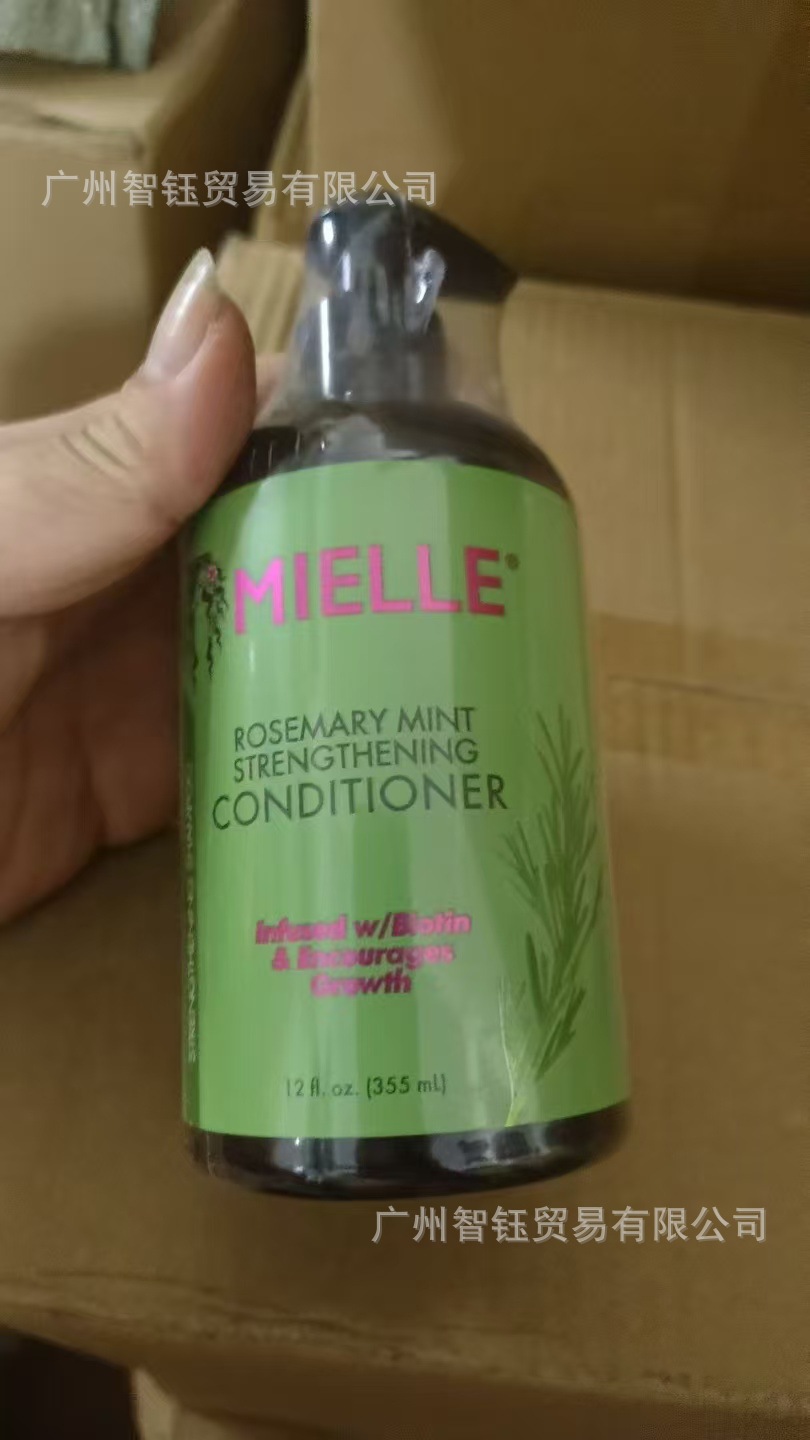 广州智钰贸易有限公司
MIELLE®
ROSEMARY MINT
STRENGTHENING
CONDITIONER
Infused w/Biotin
& Encourages
Growth
12 fl. oz. (355 mL)
STRENGTHENING
广州智钰贸易有限公司